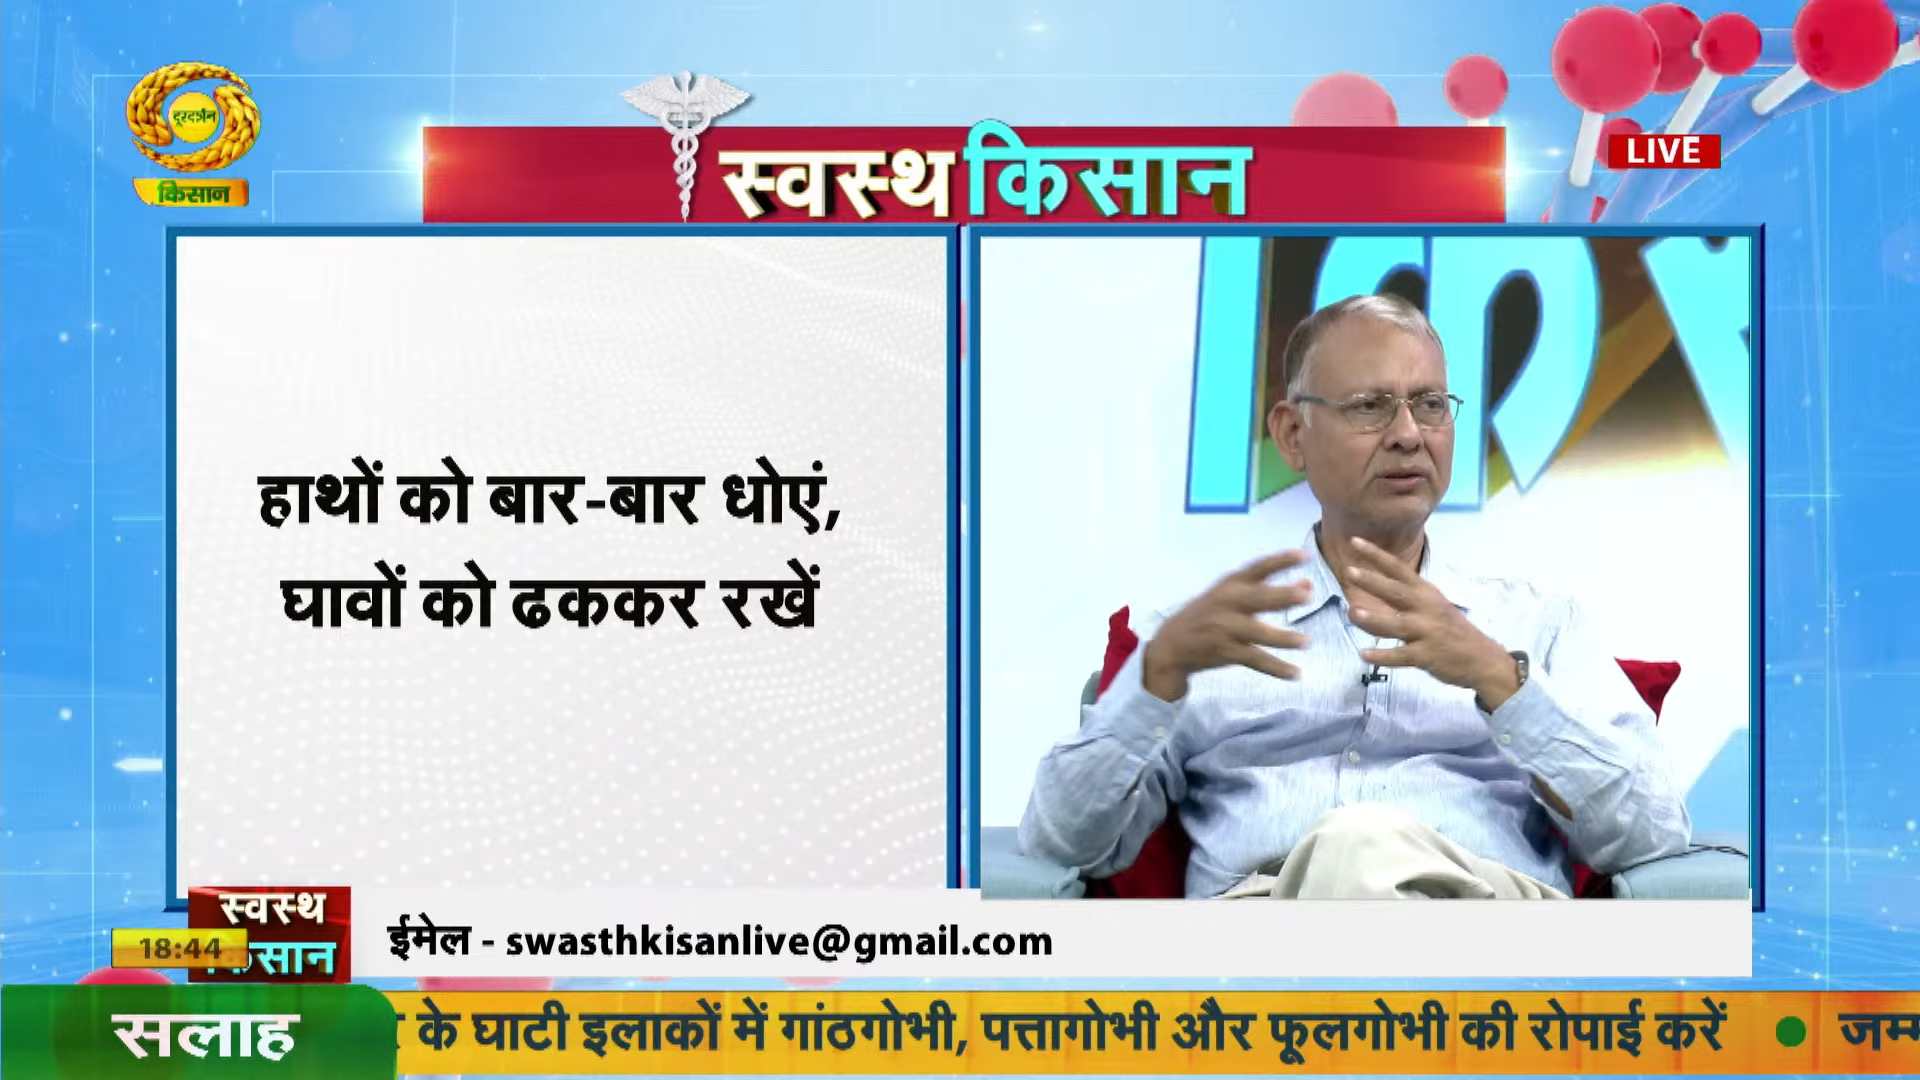 दूरदर्शन
किसान
स्वस्थ किसान
LIVE
हाथों को बार-बार धोएं,
घावों को ढककर रखें
स्वस्थ
किसान
18:44
ईमेल - swasthkisanlive@gmail.com
सलाह
के घाटी इलाकों में गांठगोभी, पत्तागोभी और फूलगोभी की रोपाई करें